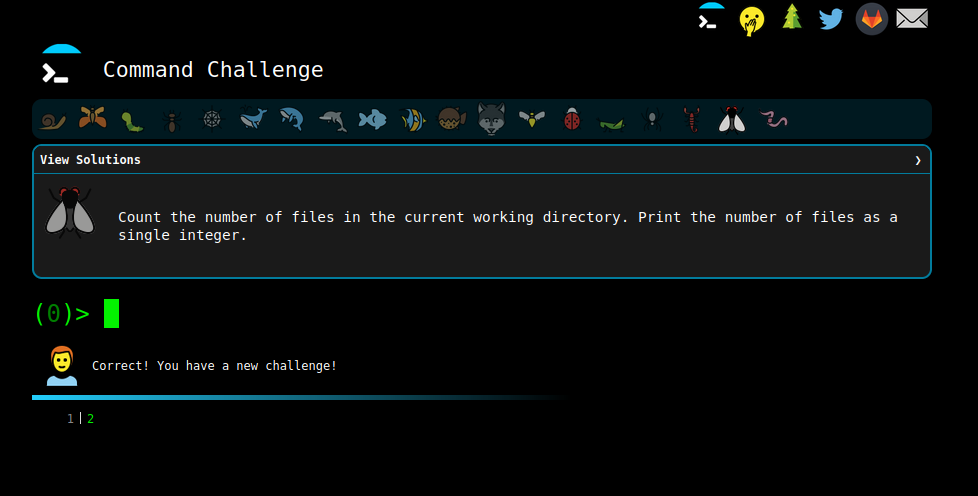 Command Challenge
View Solutions ❯
Count the number of files in the current working directory. Print the number of files as a
single integer.
(0)>
Correct! You have a new challenge!
1 2